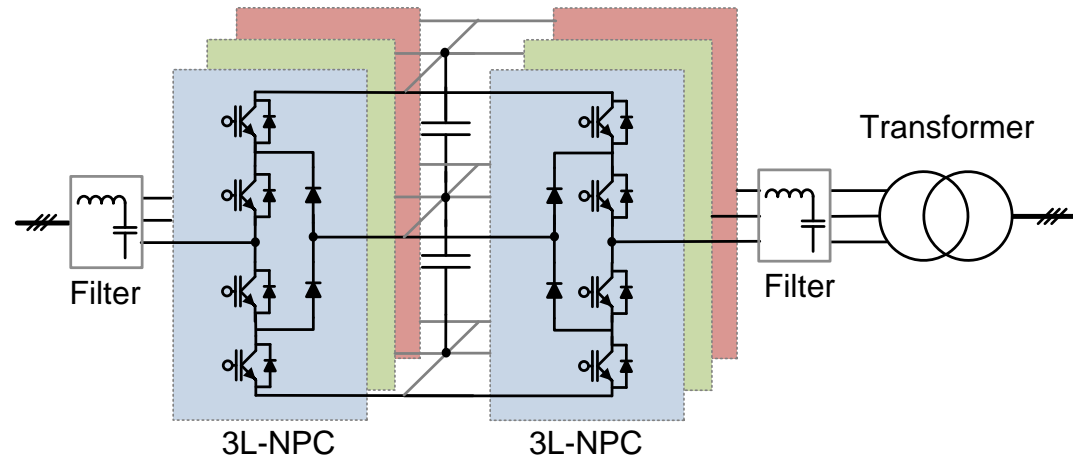 Transformer
Filter
Filter
3L-NPC
3L-NPC